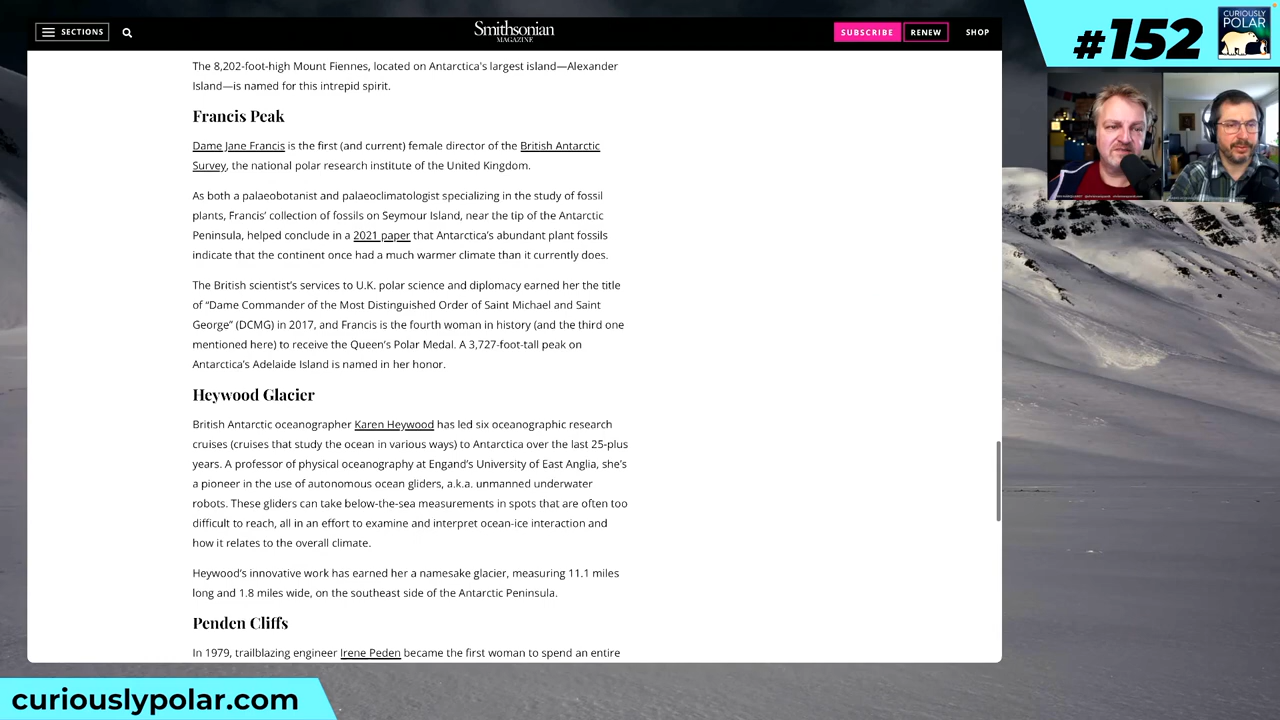 SECTIONS
Smithsonian
MAGAZINE
SUBSCRIBE
RENEW
SHOP
#152
CURIOUSLY
POLAR
The 8,202-foot-high Mount Fiennes, located on Antarctica's largest island—Alexander
Island—is named for this intrepid spirit.
Francis Peak
Dame Jane Francis is the first (and current) female director of the British Antarctic
Survey, the national polar research institute of the United Kingdom.
As both a palaeobotanist and palaeoclimatologist specializing in the study of fossil
plants, Francis' collection of fossils on Seymour Island, near the tip of the Antarctic
Peninsula, helped conclude in a 2021 paper that Antarctica's abundant plant fossils
indicate that the continent once had a much warmer climate than it currently does.
The British scientist's services to U.K. polar science and diplomacy earned her the title
of “Dame Commander of the Most Distinguished Order of Saint Michael and Saint
George” (DCMG) in 2017, and Francis is the fourth woman in history (and the third one
mentioned here) to receive the Queen's Polar Medal. A 3,727-foot-tall peak on
Antarctica's Adelaide Island is named in her honor.
Heywood Glacier
British Antarctic oceanographer Karen Heywood has led six oceanographic research
cruises (cruises that study the ocean in various ways) to Antarctica over the last 25-plus
years. A professor of physical oceanography at Engand's University of East Anglia, she's
a pioneer in the use of autonomous ocean gliders, a.k.a. unmanned underwater
robots. These gliders can take below-the-sea measurements in spots that are often too
difficult to reach, all in an effort to examine and interpret ocean-ice interaction and
how it relates to the overall climate.
Heywood's innovative work has earned her a namesake glacier, measuring 11.1 miles
long and 1.8 miles wide, on the southeast side of the Antarctic Peninsula.
Penden Cliffs
In 1979, trailblazing engineer Irene Peden became the first woman to spend an entire
curiouslypolar.com